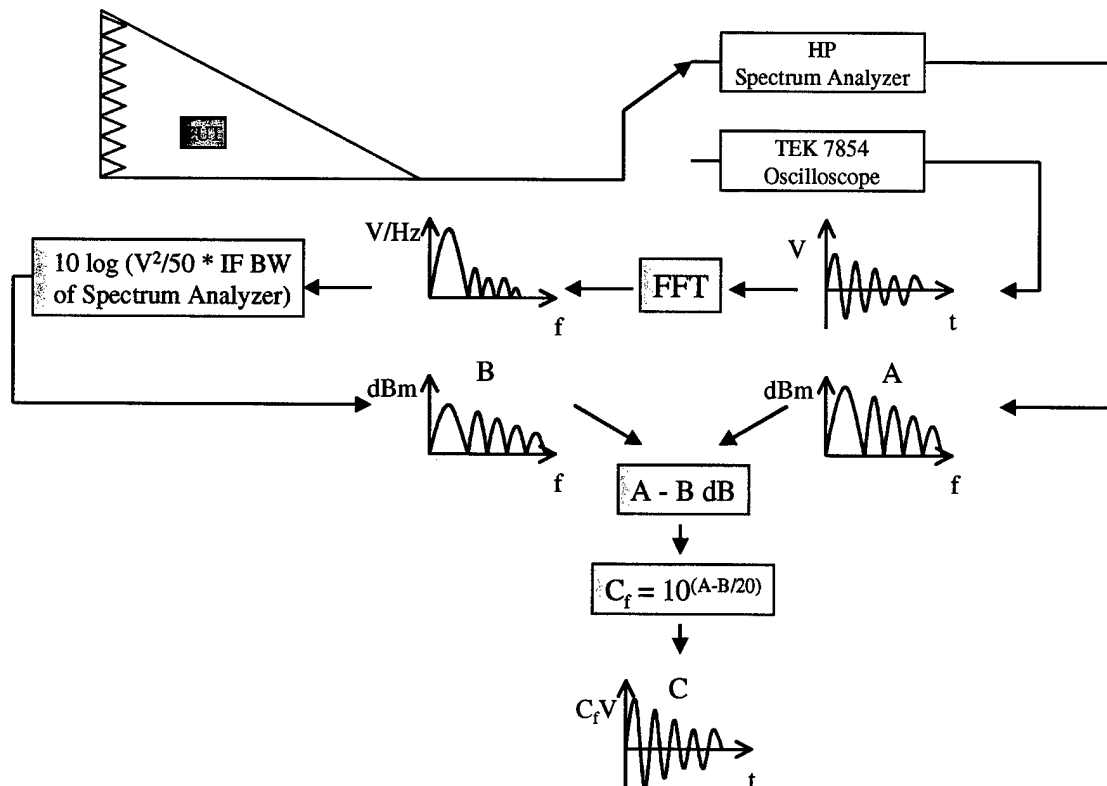 HP
Spectrum Analyzer
TEK 7854
Oscilloscope
V/Hz
f
10 log (V²/50 * IF BW
of Spectrum Analyzer)
FFT
V
t
B
dBm
f
A
dBm
f
A - B dB
C_f = 10^(A-B/20)
C
C_fV
t